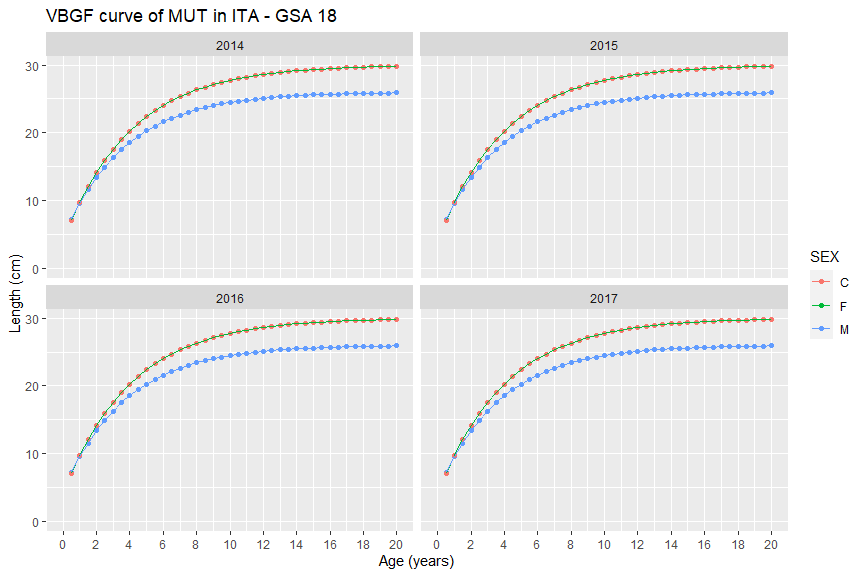 VBGF curve of MUT in ITA - GSA 18
2014
2015
30
20
10
0
2016
2017
30
20
10
0
0 2 4 6 8 10 12 14 16 18 20
0 2 4 6 8 10 12 14 16 18 20
Age (years)
Length (cm)
SEX
C
F
M